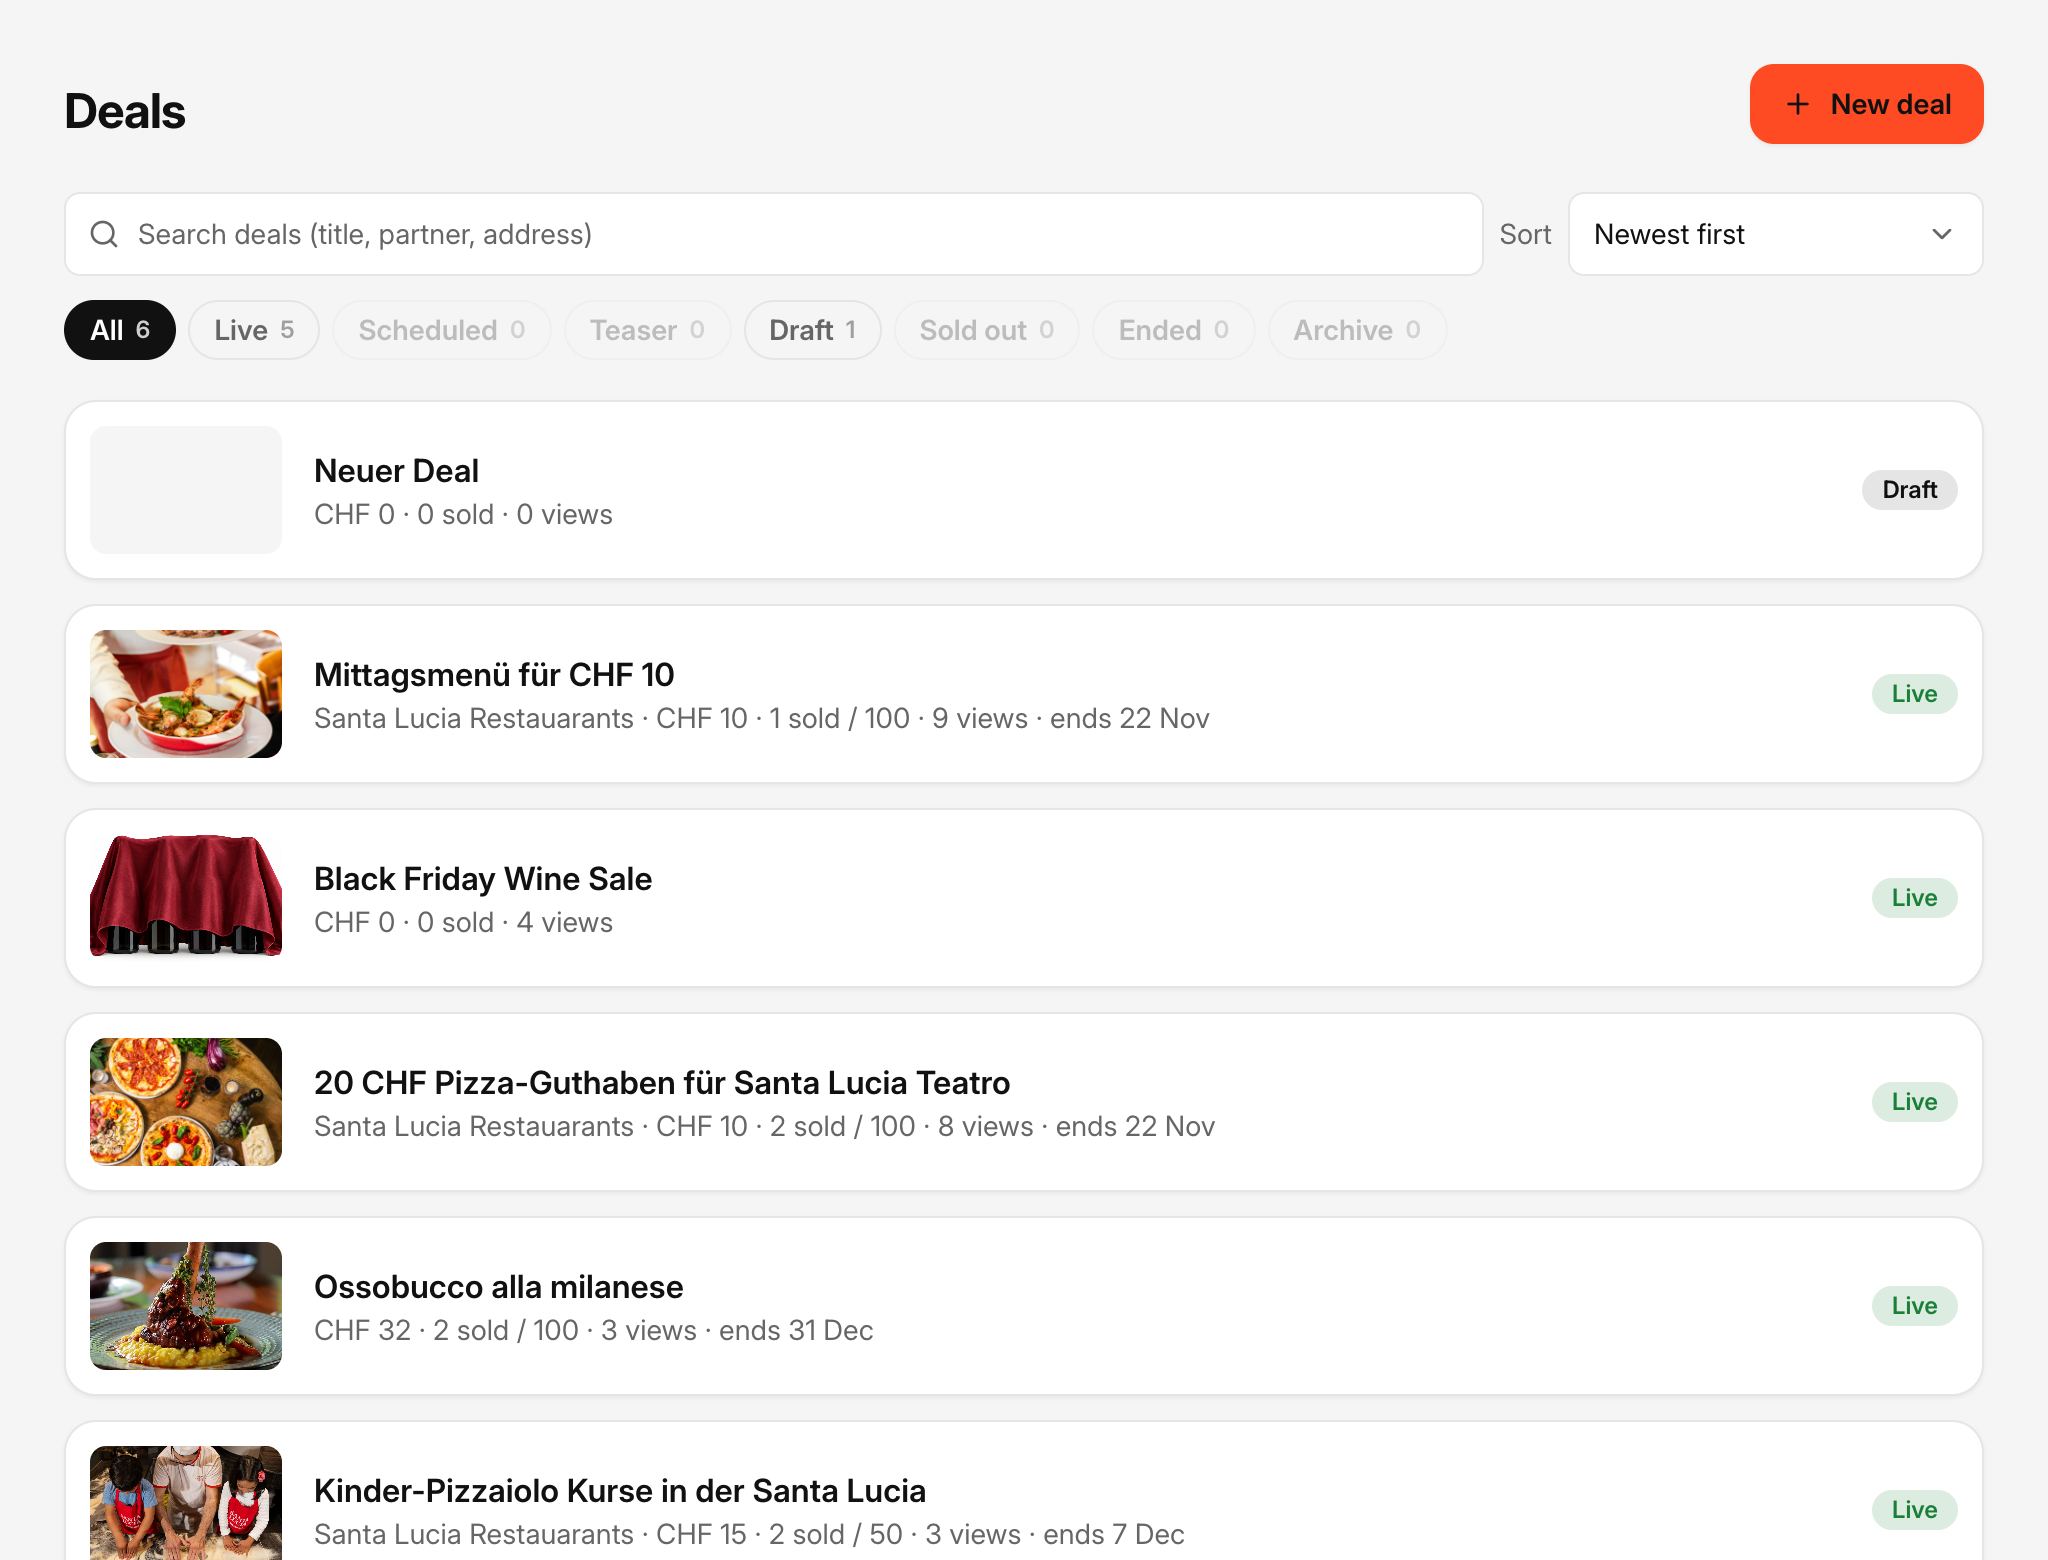 Deals
New deal
Search deals (title, partner, address)
Sort
Newest first
All 6
Live 5
Scheduled 0
Teaser 0
Draft 1
Sold out 0
Ended 0
Archive 0
Neuer Deal
CHF 0 · 0 sold · 0 views
Draft
Mittagsmenü für CHF 10
Santa Lucia Restauarants · CHF 10 · 1 sold / 100 · 9 views · ends 22 Nov
Live
Black Friday Wine Sale
CHF 0 · 0 sold · 4 views
Live
20 CHF Pizza-Guthaben für Santa Lucia Teatro
Santa Lucia Restauarants · CHF 10 · 2 sold / 100 · 8 views · ends 22 Nov
Live
Ossobucco alla milanese
CHF 32 · 2 sold / 100 · 3 views · ends 31 Dec
Live
Kinder-Pizzaiolo Kurse in der Santa Lucia
Santa Lucia Restauarants · CHF 15 · 2 sold / 50 · 3 views · ends 7 Dec
Live